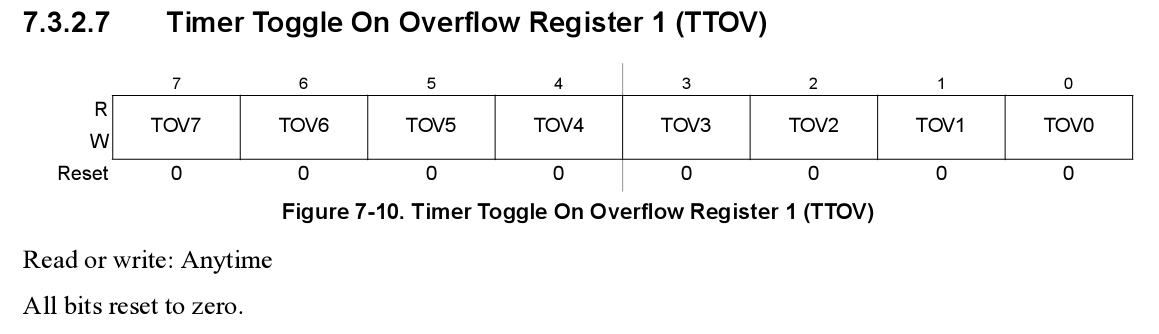 7.3.2.7 Timer Toggle On Overflow Register 1 (TTOV)
7 6 5 4 3 2 1 0
R
TOV7 TOV6 TOV5 TOV4 TOV3 TOV2 TOV1 TOV0
W
Reset 0 0 0 0 0 0 0 0
Figure 7-10. Timer Toggle On Overflow Register 1 (TTOV)
Read or write: Anytime
All bits reset to zero.